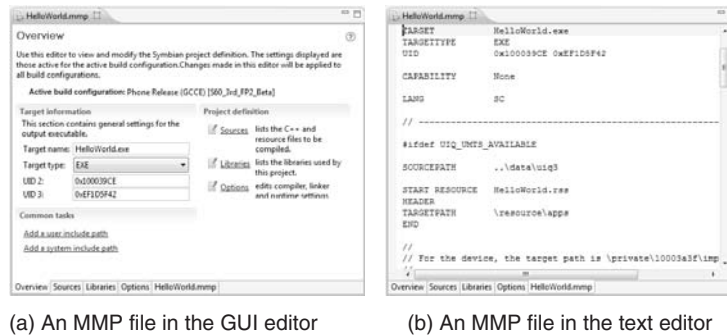 HelloWorld.mmp
Overview
Use this editor to view and modify the Symbian project definition. The settings displayed are
those active for the active build configuration.Changes made in this editor will be applied to
all build configurations.
Active build configuration: Phone Release (GCCE) [S60_3rd_FP2_Beta]
Target information
This section contains general settings for the
output executable.
Target name: HelloWorld.exe
Target type: EXE
UID 2: 0x100039CE
UID 3: 0xEF1D5F42
Common tasks
Add a user include path
Add a system include path
Project definition
Sources lists the C++ and
resource files to be
compiled.
Libraries lists the libraries used by
this project.
Options edits compiler, linker
and runtime settings
Overview Sources Libraries Options HelloWorld.mmp
(a) An MMP file in the GUI editor
HelloWorld.mmp
TARGET HelloWorld.exe
TARGETTYPE EXE
UID 0x100039CE 0xEF1D5F42
CAPABILITY None
LANG SC
// ----------------------------------------
#ifdef UIQ_UMTS_AVAILABLE
SOURCEPATH ..\data\uiq3
START RESOURCE HelloWorld.rss
HEADER
TARGETPATH \resource\apps
END
//
// For the device, the target path is \private\10003a3f\imp
Overview Sources Libraries Options HelloWorld.mmp
(b) An MMP file in the text editor